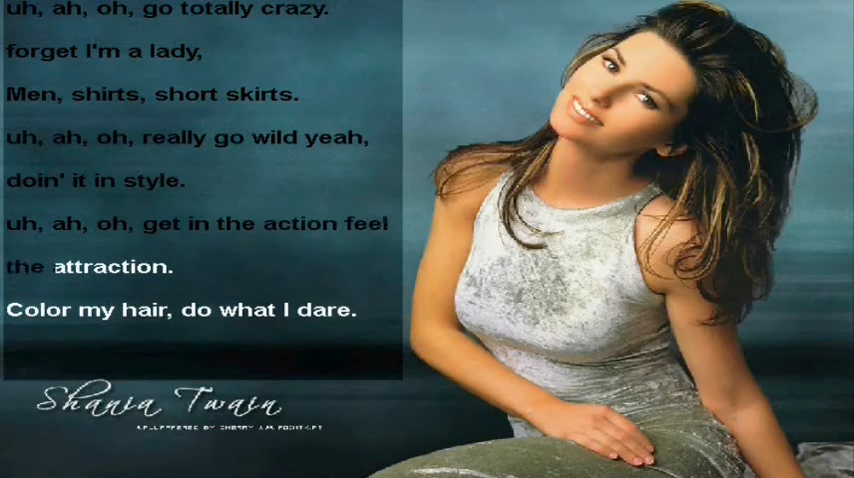 uh, ah, oh, go totally crazy.
forget I'm a lady,
Men, shirts, short skirts.
uh, ah, oh, really go wild yeah,
doin' it in style.
uh, ah, oh, get in the action feel
the attraction.
Color my hair, do what I dare.
Shania Twain
BY CHERRY